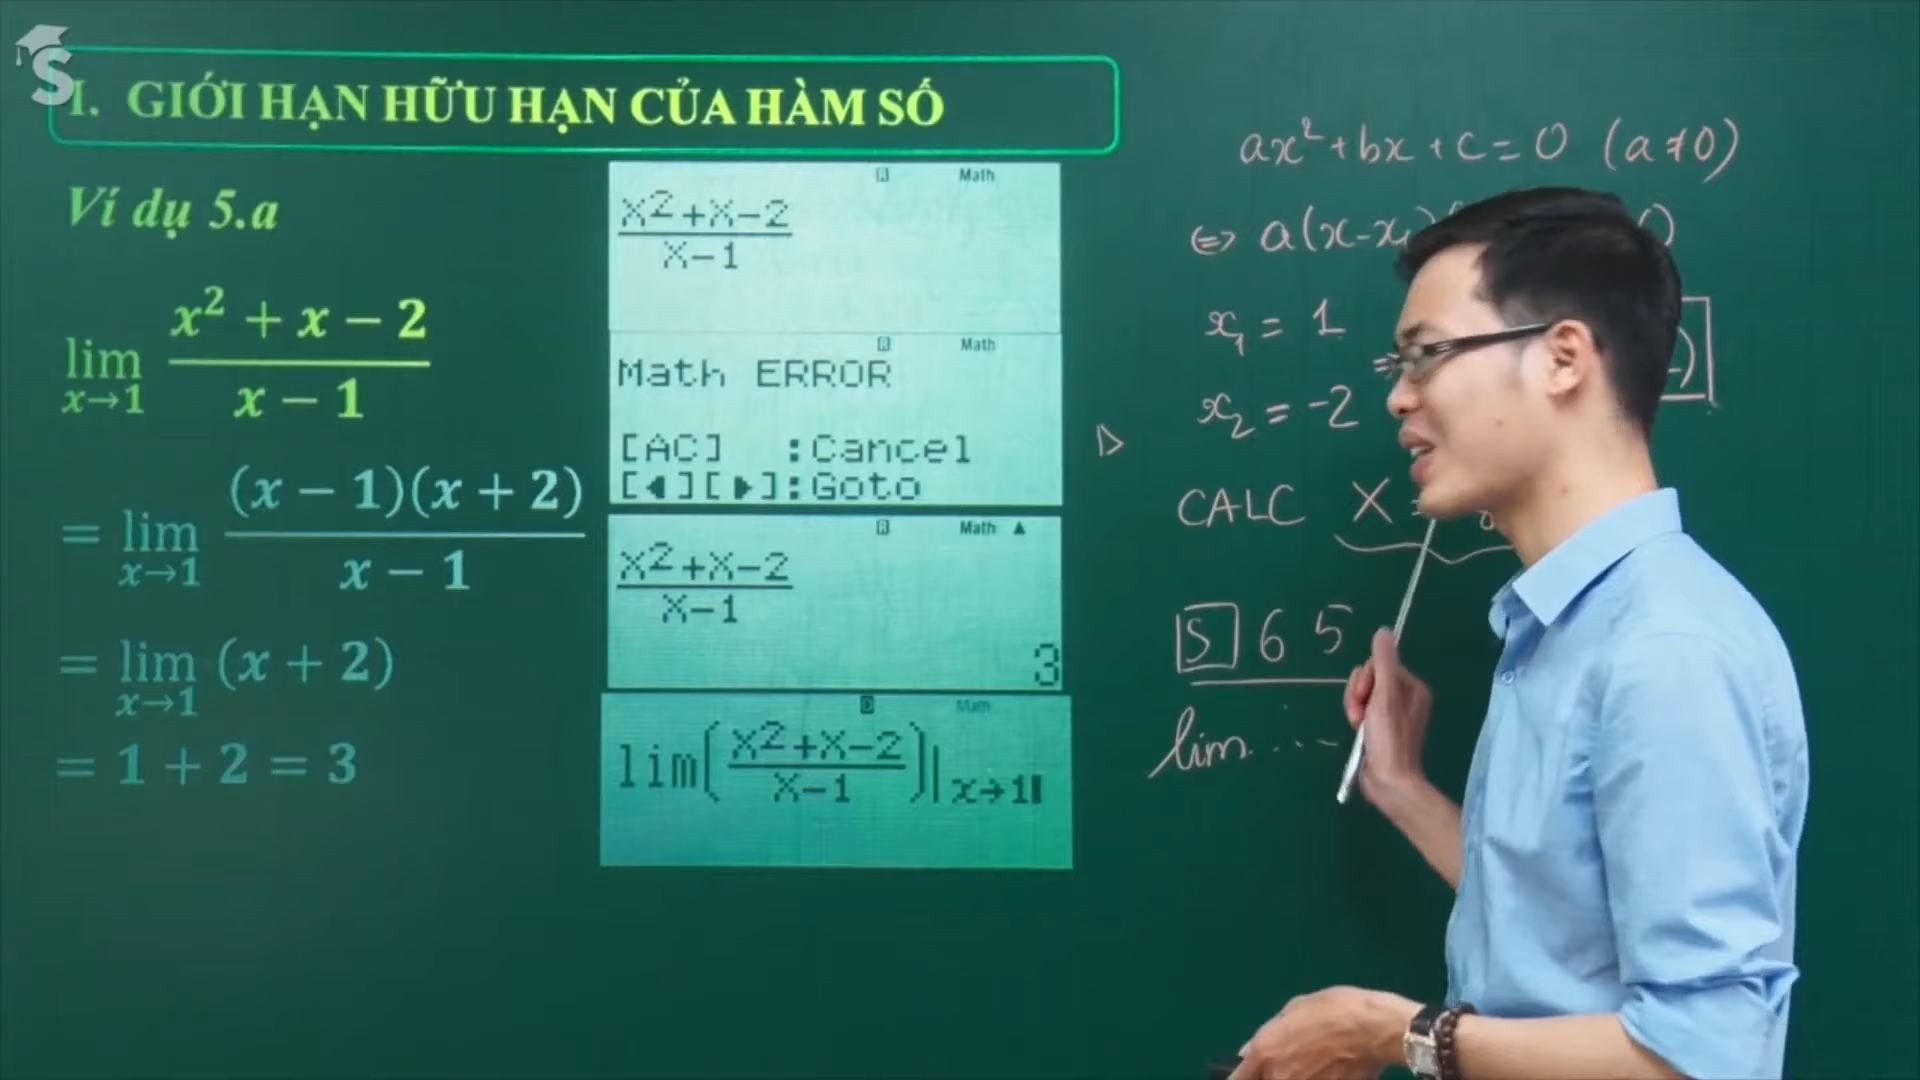 S
I. GIỚI HẠN HỮU HẠN CỦA HÀM SỐ
Ví dụ 5.a
lim x→1 (x² + x − 2)/(x − 1)
= lim x→1 ((x − 1)(x + 2))/(x − 1)
= lim x→1 (x + 2)
= 1 + 2 = 3
Math
(X²+X−2)/(X−1)
Math
Math ERROR
[AC] :Cancel
[◀][▶]:Goto
Math ▲
(X²+X−2)/(X−1)
3
Math
lim((X²+X−2)/(X−1))|x→1
ax² + bx + c = 0 (a ≠ 0)
⇔ a(x-x₁)
x₁ = 1
x₂ = -2
CALC X =
S 6 5
lim ...